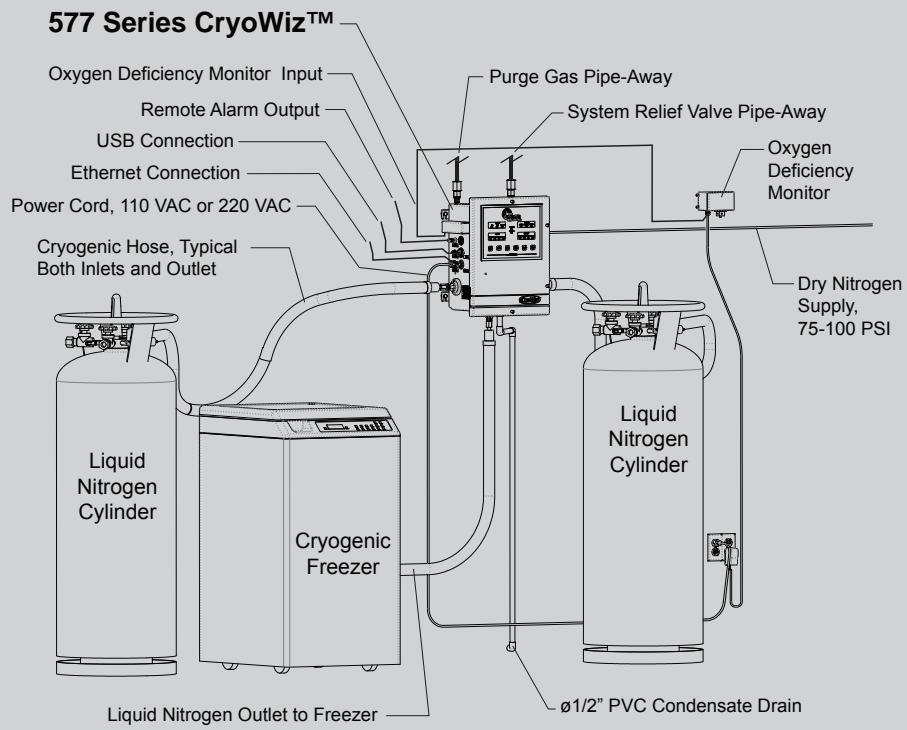 577 Series CryoWiz™
Oxygen Deficiency Monitor Input
Remote Alarm Output
USB Connection
Ethernet Connection
Power Cord, 110 VAC or 220 VAC
Cryogenic Hose, Typical
Both Inlets and Outlet
Purge Gas Pipe-Away
System Relief Valve Pipe-Away
Oxygen
Deficiency
Monitor
Dry Nitrogen
Supply,
75-100 PSI
Liquid
Nitrogen
Cylinder
Cryogenic
Freezer
Liquid
Nitrogen
Cylinder
Liquid Nitrogen Outlet to Freezer
ø1/2” PVC Condensate Drain